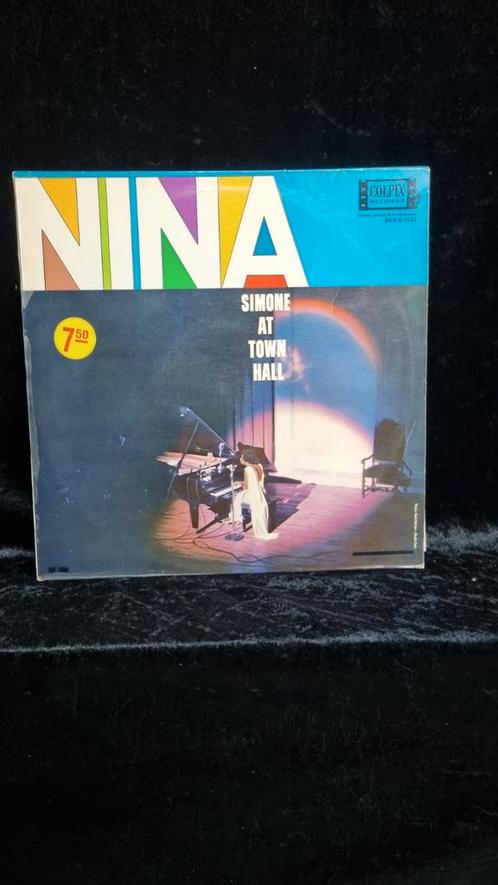 NINA
COLPIX
RECORDS
SIMONE
AT
TOWN
HALL
7 50